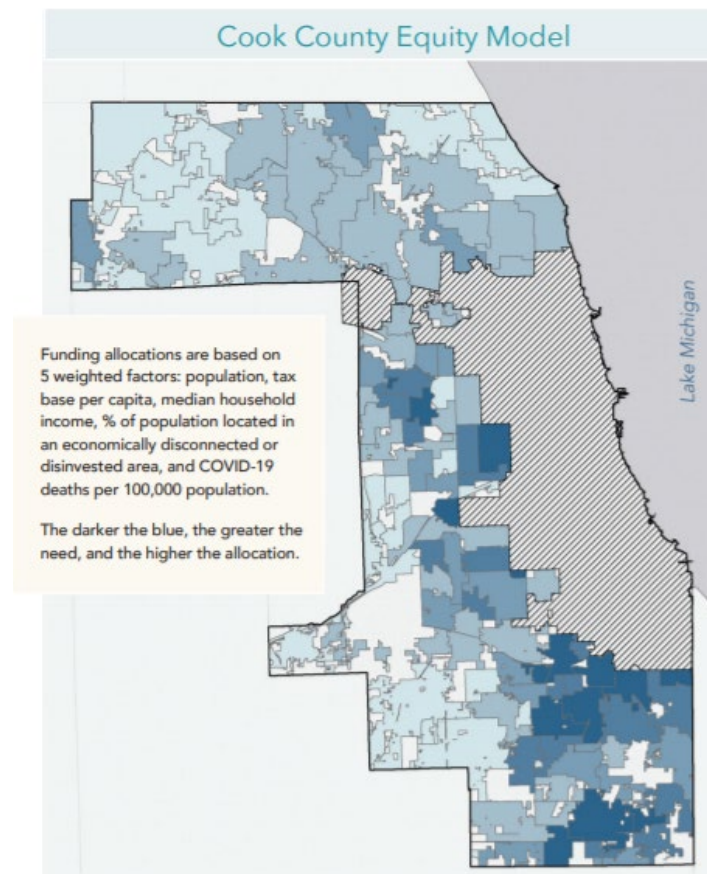 Cook County Equity Model
Lake Michigan
Funding allocations are based on
5 weighted factors: population, tax
base per capita, median household
income, % of population located in
an economically disconnected or
disinvested area, and COVID-19
deaths per 100,000 population.
The darker the blue, the greater the
need, and the higher the allocation.